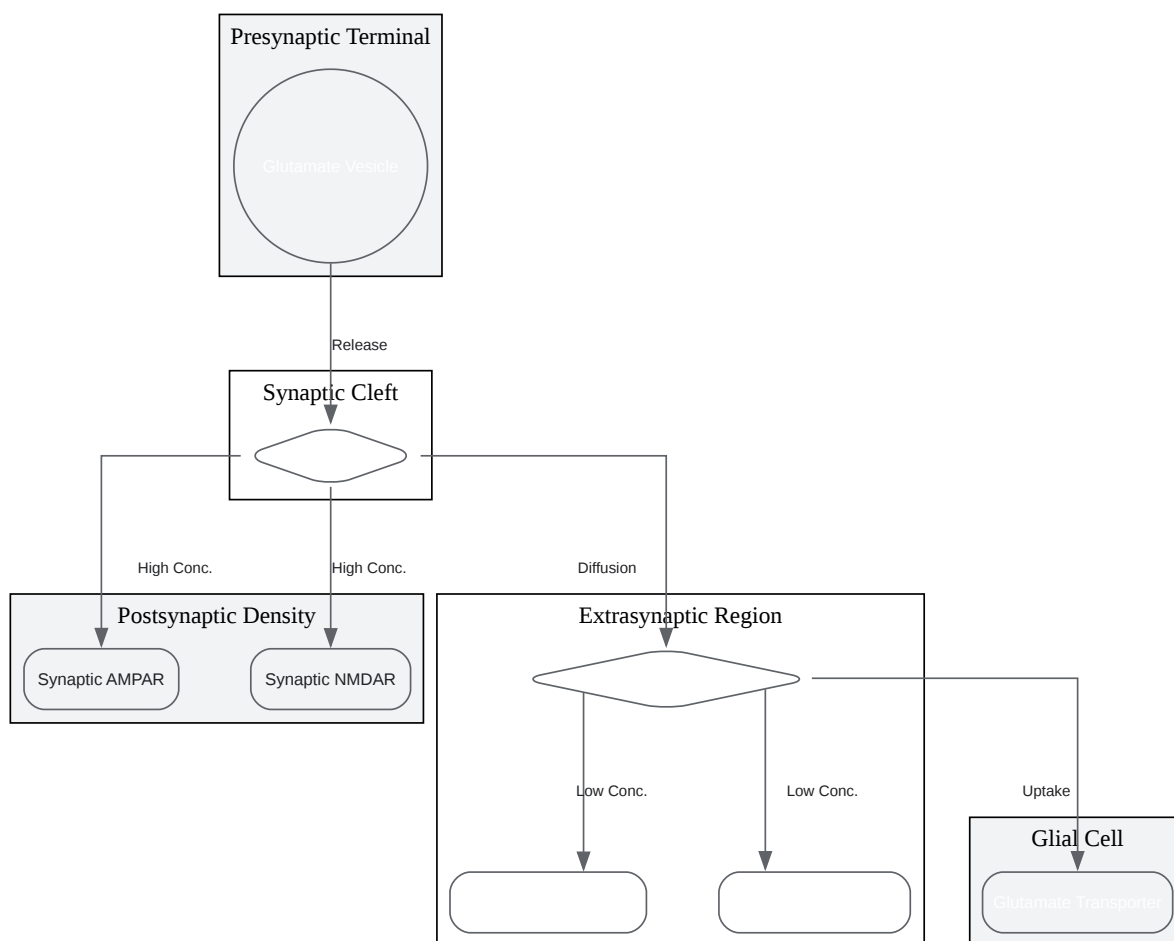 Presynaptic Terminal
Glutamate Vesicle
Release
Synaptic Cleft
High Conc.
High Conc.
Diffusion
Postsynaptic Density
Extrasynaptic Region
Synaptic AMPAR
Synaptic NMDAR
Low Conc.
Low Conc.
Uptake
Glial Cell
Glutamate Transporter